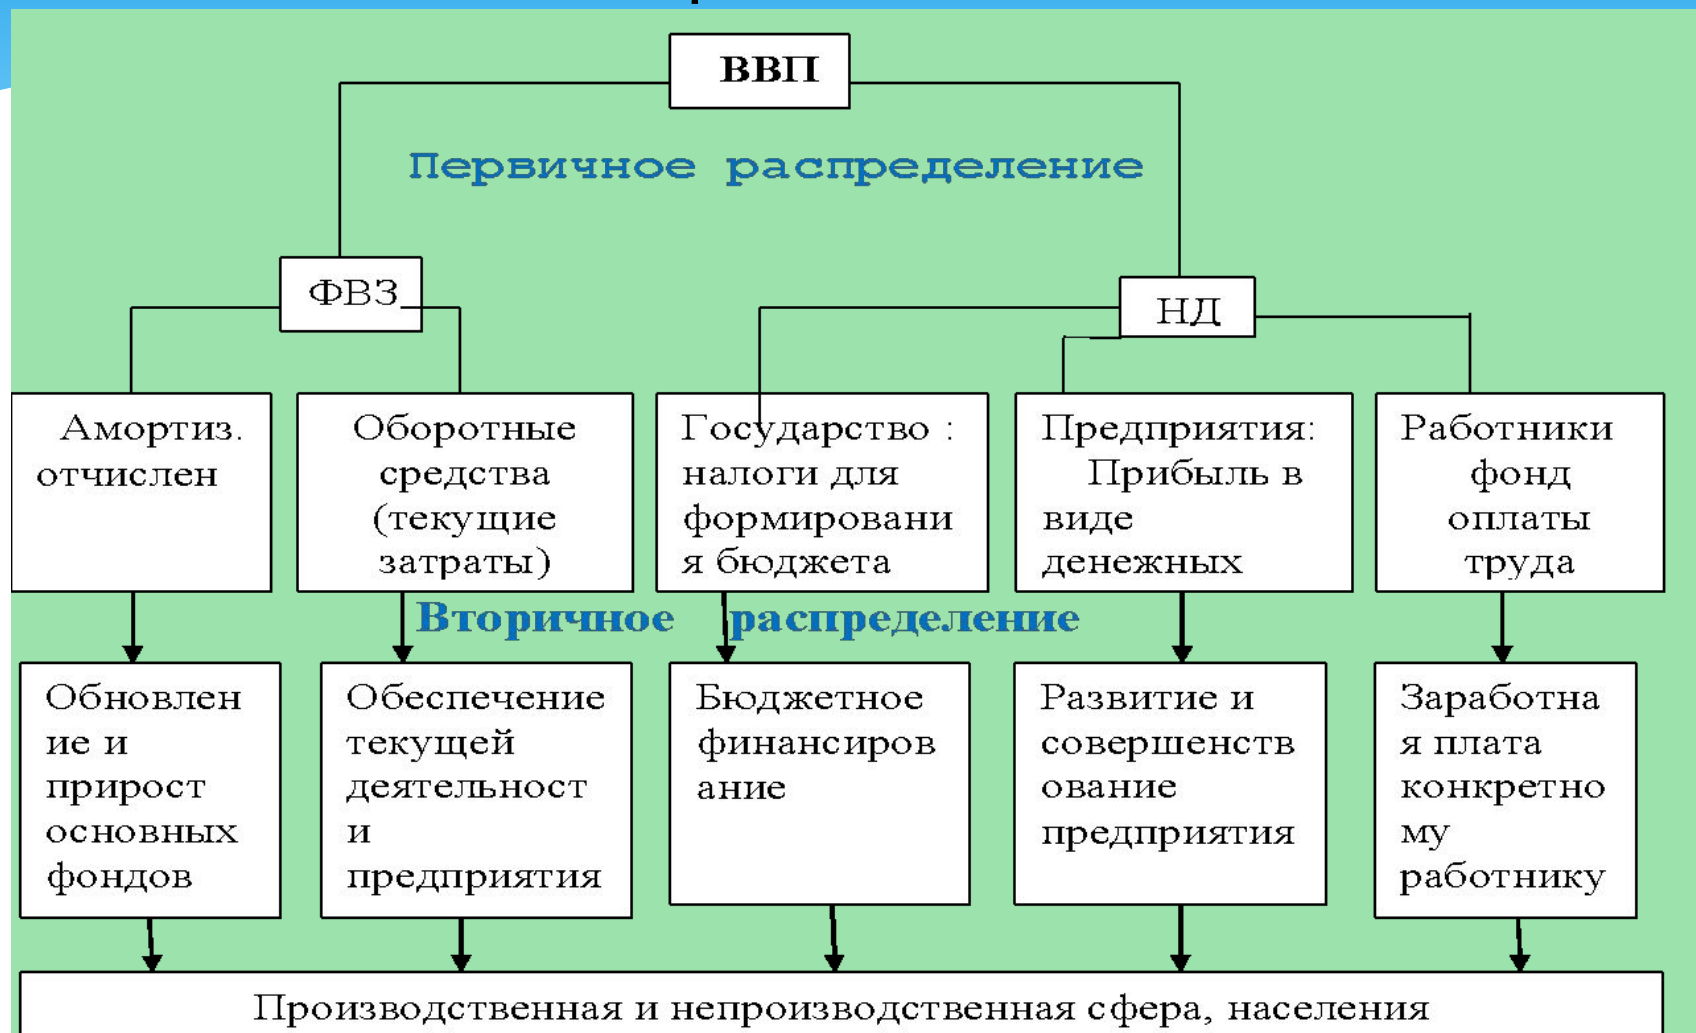 ВВП
Первичное распределение
ФВЗ
НД
Амортиз.
отчислен
Оборотные
средства
(текущие
затраты)
Государство :
налоги для
формировани
я бюджета
Предприятия:
Прибыль в
виде
денежных
Работники
фонд
оплаты
труда
Вторичное распределение
Обновлен
ие и
прирост
основных
фондов
Обеспечение
текущей
деятельност
и
предприятия
Бюджетное
финансиров
ание
Развитие и
совершенств
ование
предприятия
Заработна
я плата
конкретно
му
работнику
Производственная и непроизводственная сфера, населения